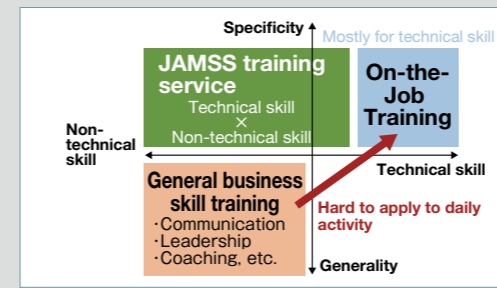 Specificity
Mostly for technical skill
JAMSS training
service
Technical skill
×
Non-technical skill
On-the-
Job
Training
Non-
technical
skill
Technical skill
General business
skill training
·Communication
·Leadership
·Coaching, etc.
Hard to apply to daily
activity
Generality